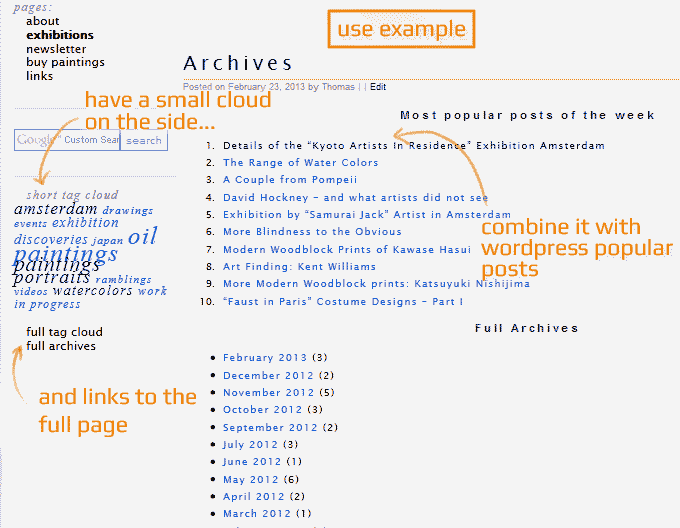 pages:
about
exhibitions
newsletter
buy paintings
links
use example
Archives
Posted on February 23, 2013 by Thomas | | Edit
have a small cloud
on the side...
Google™ Custom Sear
search
short tag cloud
amsterdam drawings
events exhibition
discoveries japan oil
paintings
paintings
portraits ramblings
videos watercolors work
in progress
full tag cloud
full archives
and links to the
full page
Most popular posts of the week
1. Details of the “Kyoto Artists In Residence” Exhibition Amsterdam
2. The Range of Water Colors
3. A Couple from Pompeii
4. David Hockney – and what artists did not see
5. Exhibition by “Samurai Jack” Artist in Amsterdam
6. More Blindness to the Obvious
7. Modern Woodblock Prints of Kawase Hasui
8. Art Finding: Kent Williams
9. More Modern Woodblock prints: Katsuyuki Nishijima
10. “Faust in Paris” Costume Designs – Part I
combine it with
wordpress popular
posts
Full Archives
February 2013 (3)
December 2012 (2)
November 2012 (5)
October 2012 (3)
September 2012 (2)
July 2012 (3)
June 2012 (1)
May 2012 (6)
April 2012 (2)
March 2012 (1)